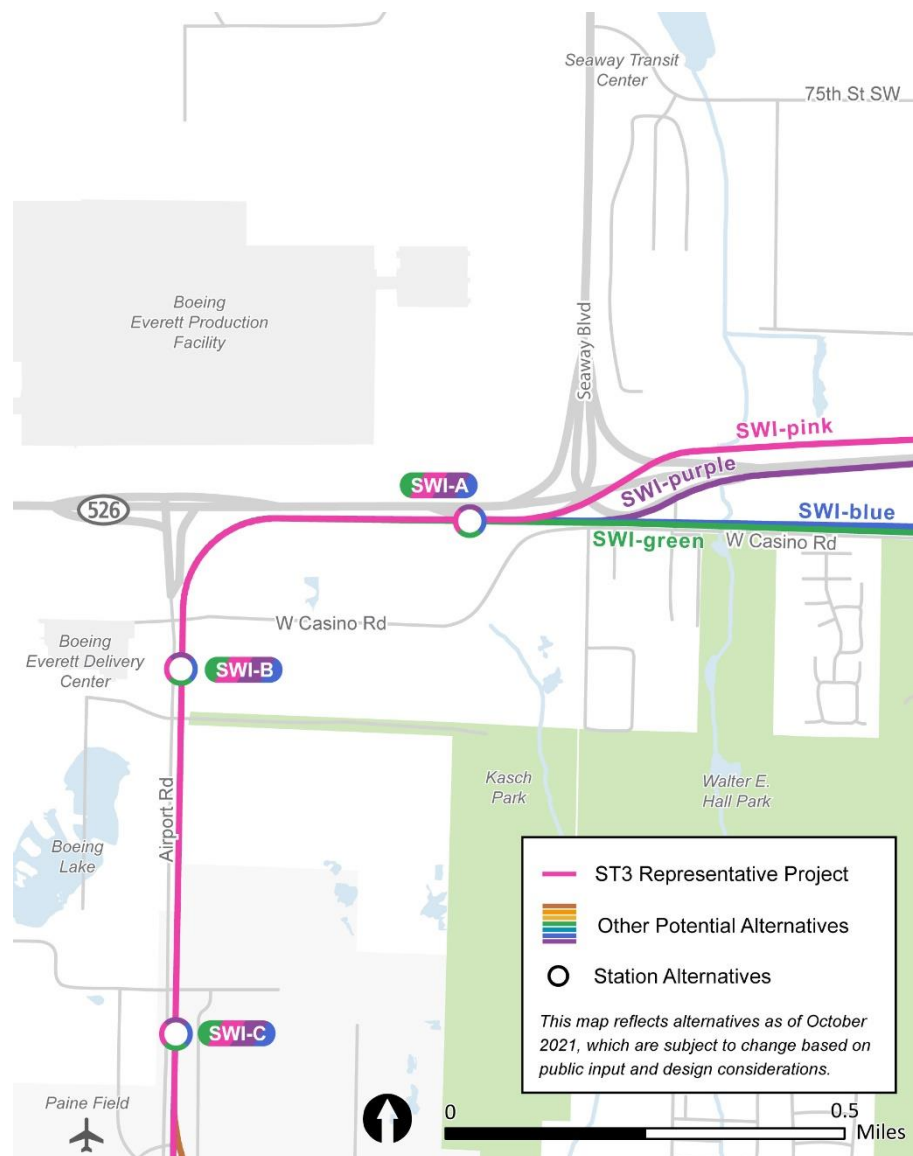 Seaway Transit
Center
75th St SW
Boeing
Everett Production
Facility
Seaway Blvd
SWI-pink
SWI-purple
SWI-A
526
SWI-blue
SWI-green
W Casino Rd
W Casino Rd
Boeing
Everett Delivery
Center
SWI-B
Airport Rd
Kasch
Park
Walter E.
Hall Park
Boeing
Lake
ST3 Representative Project
Other Potential Alternatives
Station Alternatives
This map reflects alternatives as of October
2021, which are subject to change based on
public input and design considerations.
SWI-C
Paine Field
0
0.5
Miles